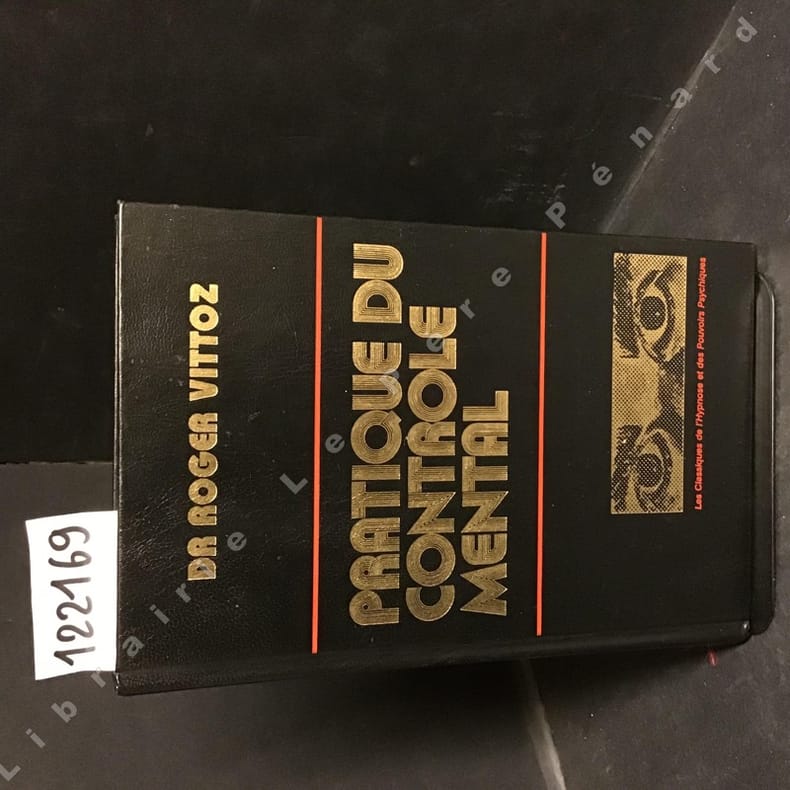 DR ROGER VITTOZ
PRATIQUE DU
CONTRÔLE
MENTAL
Les Classiques de l'Hypnose et des Pouvoirs Psychiques
122169
Librairie Le Père Pénard